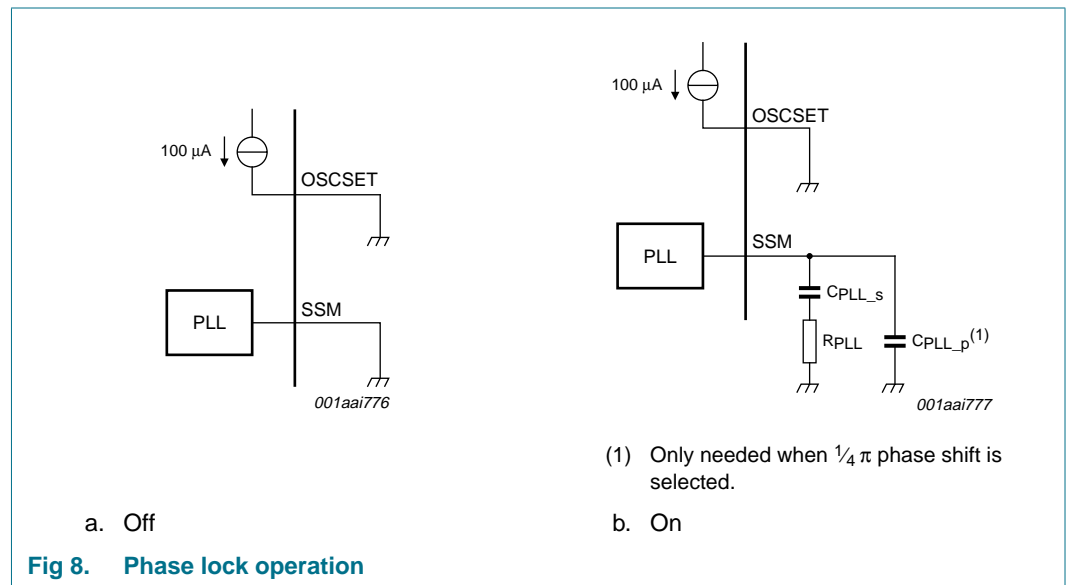 100 μA
OSCSET
PLL
SSM
001aai776
a. Off
100 μA
OSCSET
PLL
SSM
CPLL_s
RPLL
CPLL_p(1)
001aai777
(1) Only needed when 1⁄4 π phase shift is
selected.
b. On
Fig 8. Phase lock operation